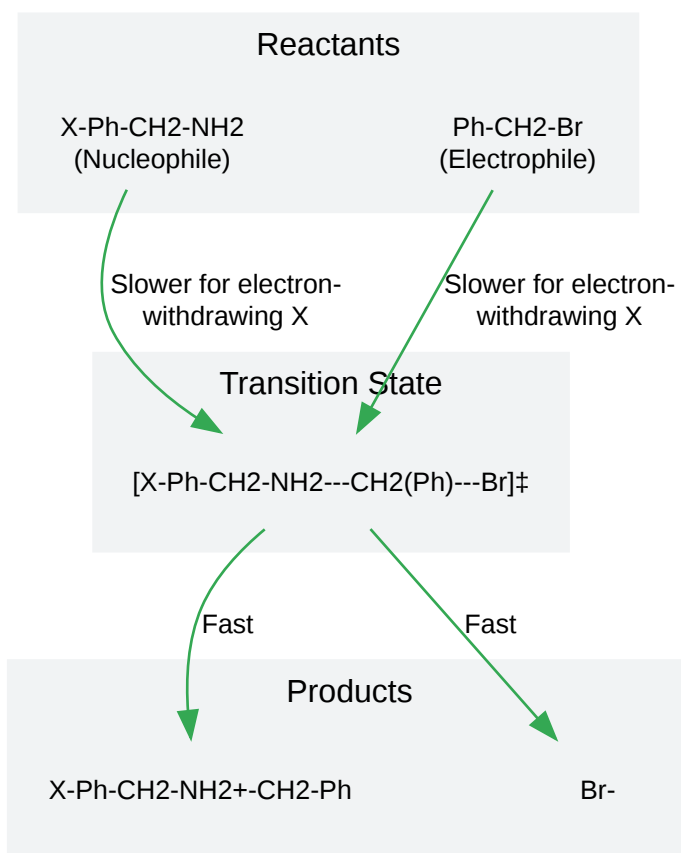 Reactants
X-Ph-CH2-NH2
(Nucleophile)
Ph-CH2-Br
(Electrophile)
Slower for electron-
withdrawing X
Slower for electron-
withdrawing X
Transition State
[X-Ph-CH2-NH2---CH2(Ph)---Br]‡
Fast
Fast
Products
X-Ph-CH2-NH2+-CH2-Ph
Br-